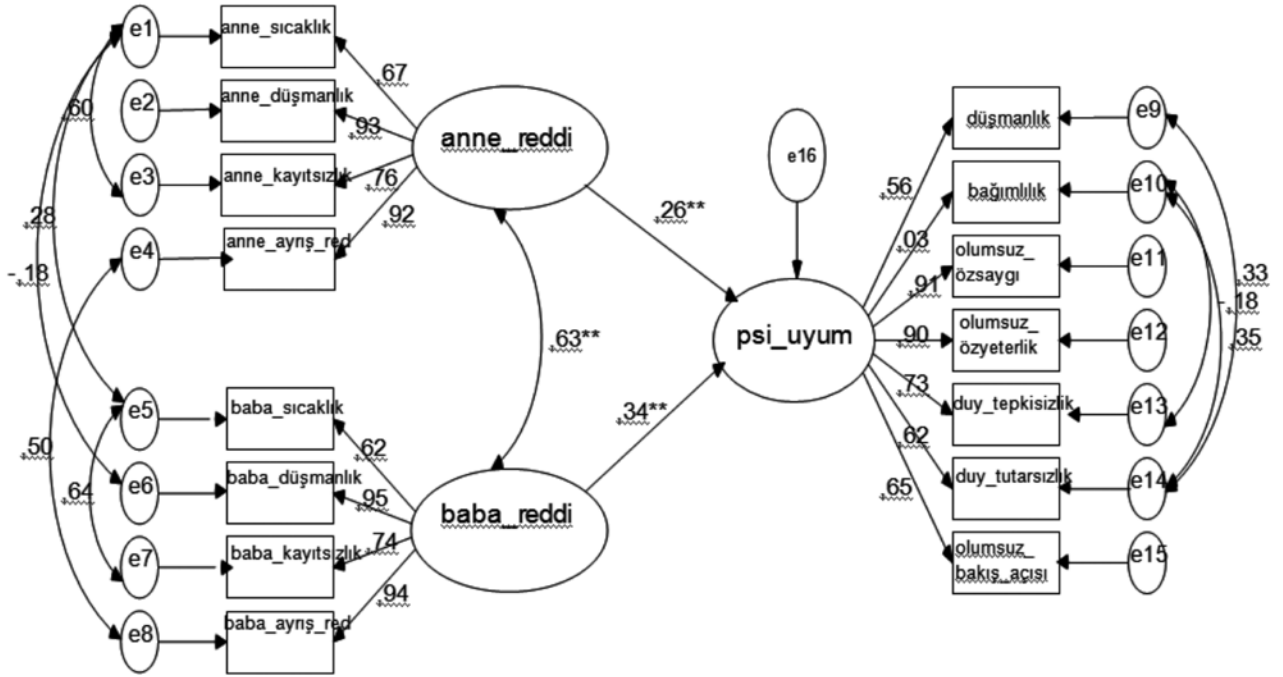 e1
anne_sıcaklık
,67
e2
anne_düşmanlık
,93
,60
e3
anne_kayıtsızlık
,76
e4
anne_ayrış_red
,92
anne_reddi
,28
-,18
,63**
,50
,64
e5
baba_sıcaklık
,62
e6
baba_düşmanlık
,95
e7
baba_kayıtsızlık
,74
e8
baba_ayrış_red
,94
baba_reddi
,26**
,34**
e16
psi_uyum
,56
düşmanlık
e9
,03
bağımlılık
e10
,91
olumsuz_
özsaygı
e11
,90
olumsuz_
özyeterlik
e12
,73
duy_tepkisizlik
e13
,62
duy_tutarsızlık
e14
,65
olumsuz_
bakış_açısı
e15
,33
-,18
,35